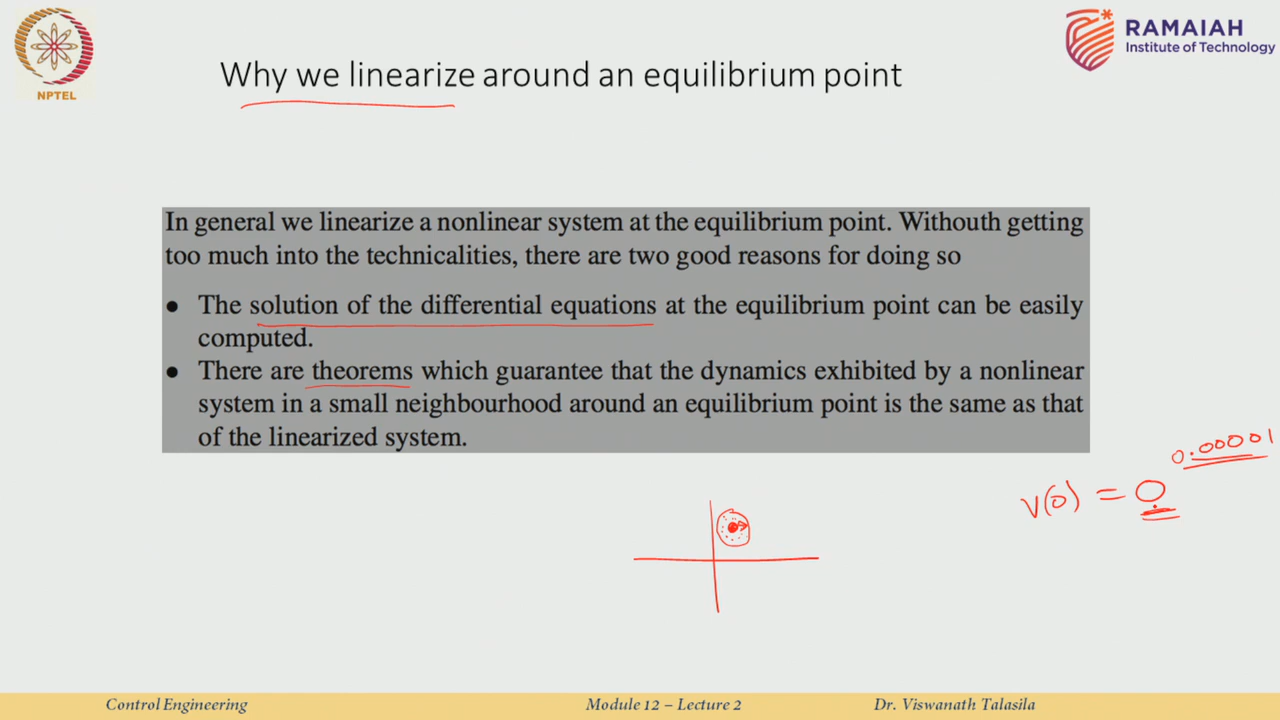 NPTEL
RAMAIAH
Institute of Technology
Why we linearize around an equilibrium point
In general we linearize a nonlinear system at the equilibrium point. Withouth getting
too much into the technicalities, there are two good reasons for doing so
• The solution of the differential equations at the equilibrium point can be easily
computed.
• There are theorems which guarantee that the dynamics exhibited by a nonlinear
system in a small neighbourhood around an equilibrium point is the same as that
of the linearized system.
0.00001
v(0) = 0
Control Engineering
Module 12 – Lecture 2
Dr. Viswanath Talasila